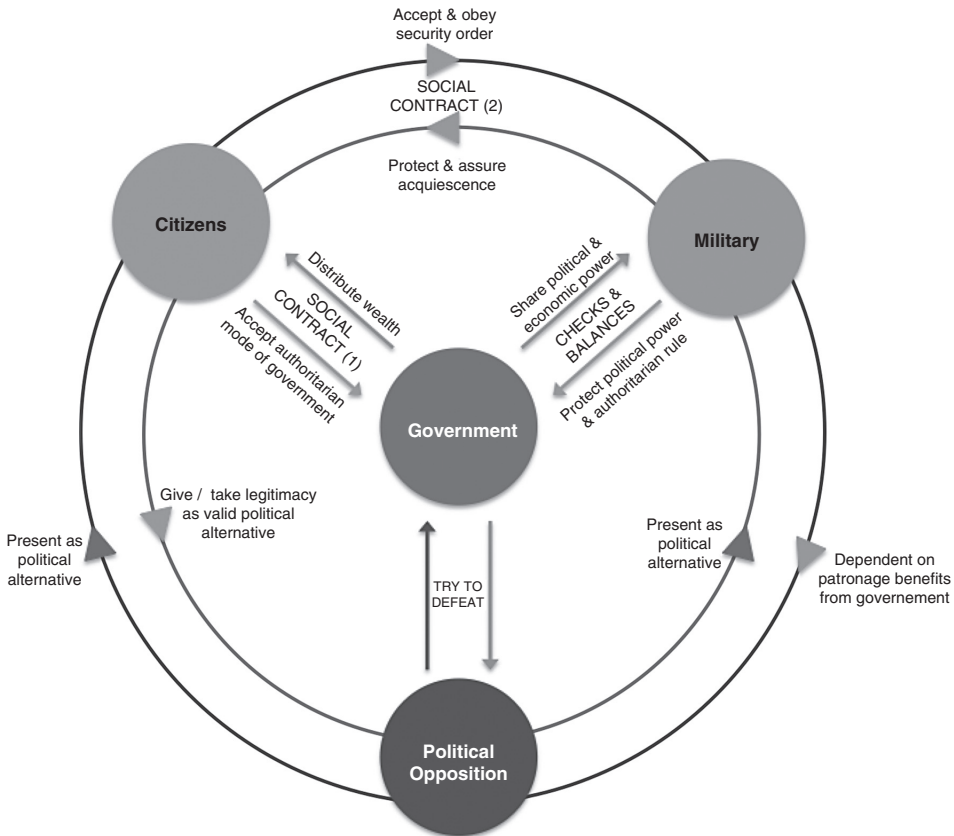 Accept & obey
security order
SOCIAL
CONTRACT (2)
Protect & assure
acquiescence
Citizens
Military
Distribute wealth
SOCIAL
CONTRACT (1)
Accept authoritarian
mode of government
Share political &
economic power
CHECKS &
BALANCES
Protect political power
& authoritarian rule
Government
Give / take legitimacy
as valid political
alternative
Present as
political
alternative
Present as
political
alternative
Dependent on
patronage benefits
from governement
TRY TO
DEFEAT
Political
Opposition